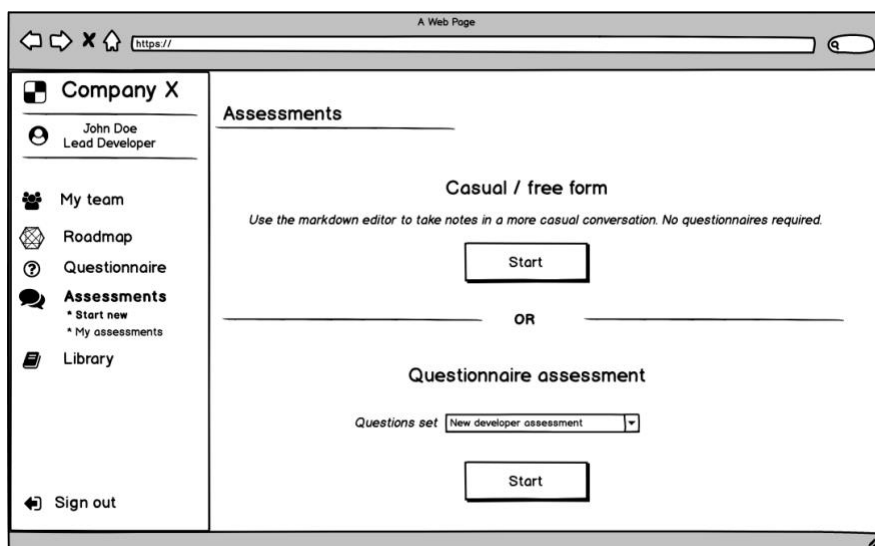 A Web Page
https://
Company X
John Doe
Lead Developer
My team
Roadmap
Questionnaire
Assessments
* Start new
* My assessments
Library
Sign out
Assessments
Casual / free form
Use the markdown editor to take notes in a more casual conversation. No questionnaires required.
Start
OR
Questionnaire assessment
Questions set New developer assessment
Start